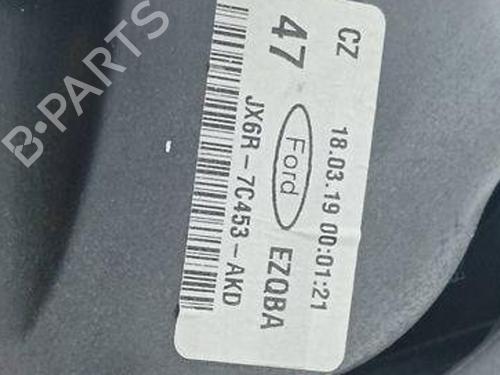 CZ
18.03.19 00:01:21
47
Ford
EZQBA
JX6R-7C453-AKD
B-PARTS